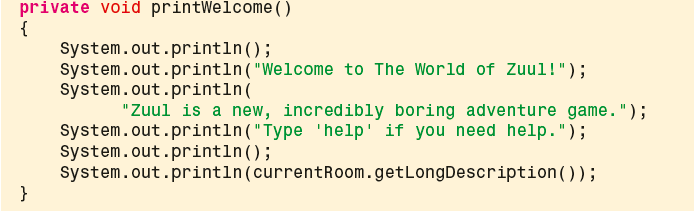 private void printWelcome()
{
    System.out.println();
    System.out.println("Welcome to The World of Zuul!");
    System.out.println(
          "Zuul is a new, incredibly boring adventure game.");
    System.out.println("Type 'help' if you need help.");
    System.out.println();
    System.out.println(currentRoom.getLongDescription());
}